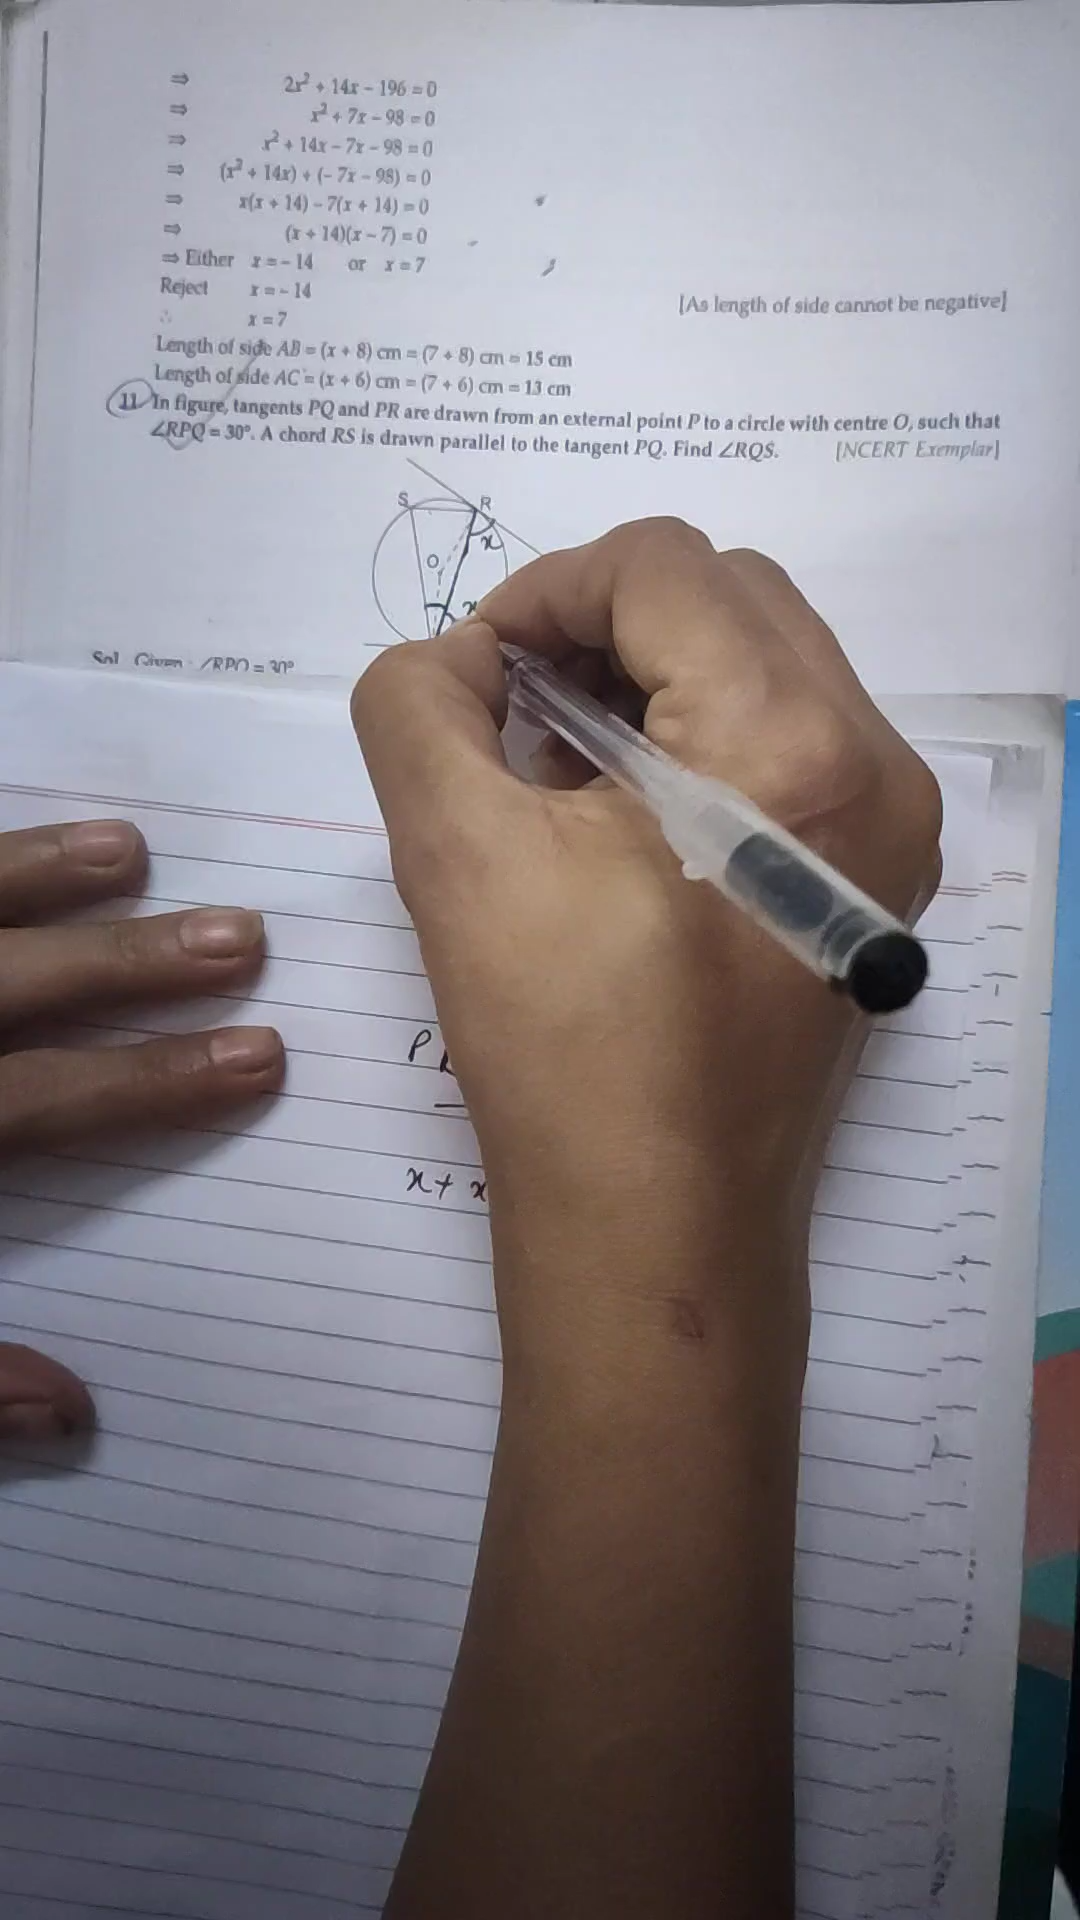 ⇒ 2x² + 14x – 196 = 0
⇒ x² + 7x – 98 = 0
⇒ x² + 14x – 7x – 98 = 0
⇒ (x² + 14x) + (– 7x – 98) = 0
⇒ x(x + 14) – 7(x + 14) = 0
⇒ (x + 14)(x – 7) = 0
⇒ Either x = – 14 or x = 7
Reject x = – 14 [As length of side cannot be negative]
∴ x = 7
Length of side AB = (x + 8) cm = (7 + 8) cm = 15 cm
Length of side AC = (x + 6) cm = (7 + 6) cm = 13 cm
11. In figure, tangents PQ and PR are drawn from an external point P to a circle with centre O, such that
∠RPQ = 30°. A chord RS is drawn parallel to the tangent PQ. Find ∠RQS. [NCERT Exemplar]
S R
x
O
x
Sol. Given : ∠RPQ = 30°
P
x + x